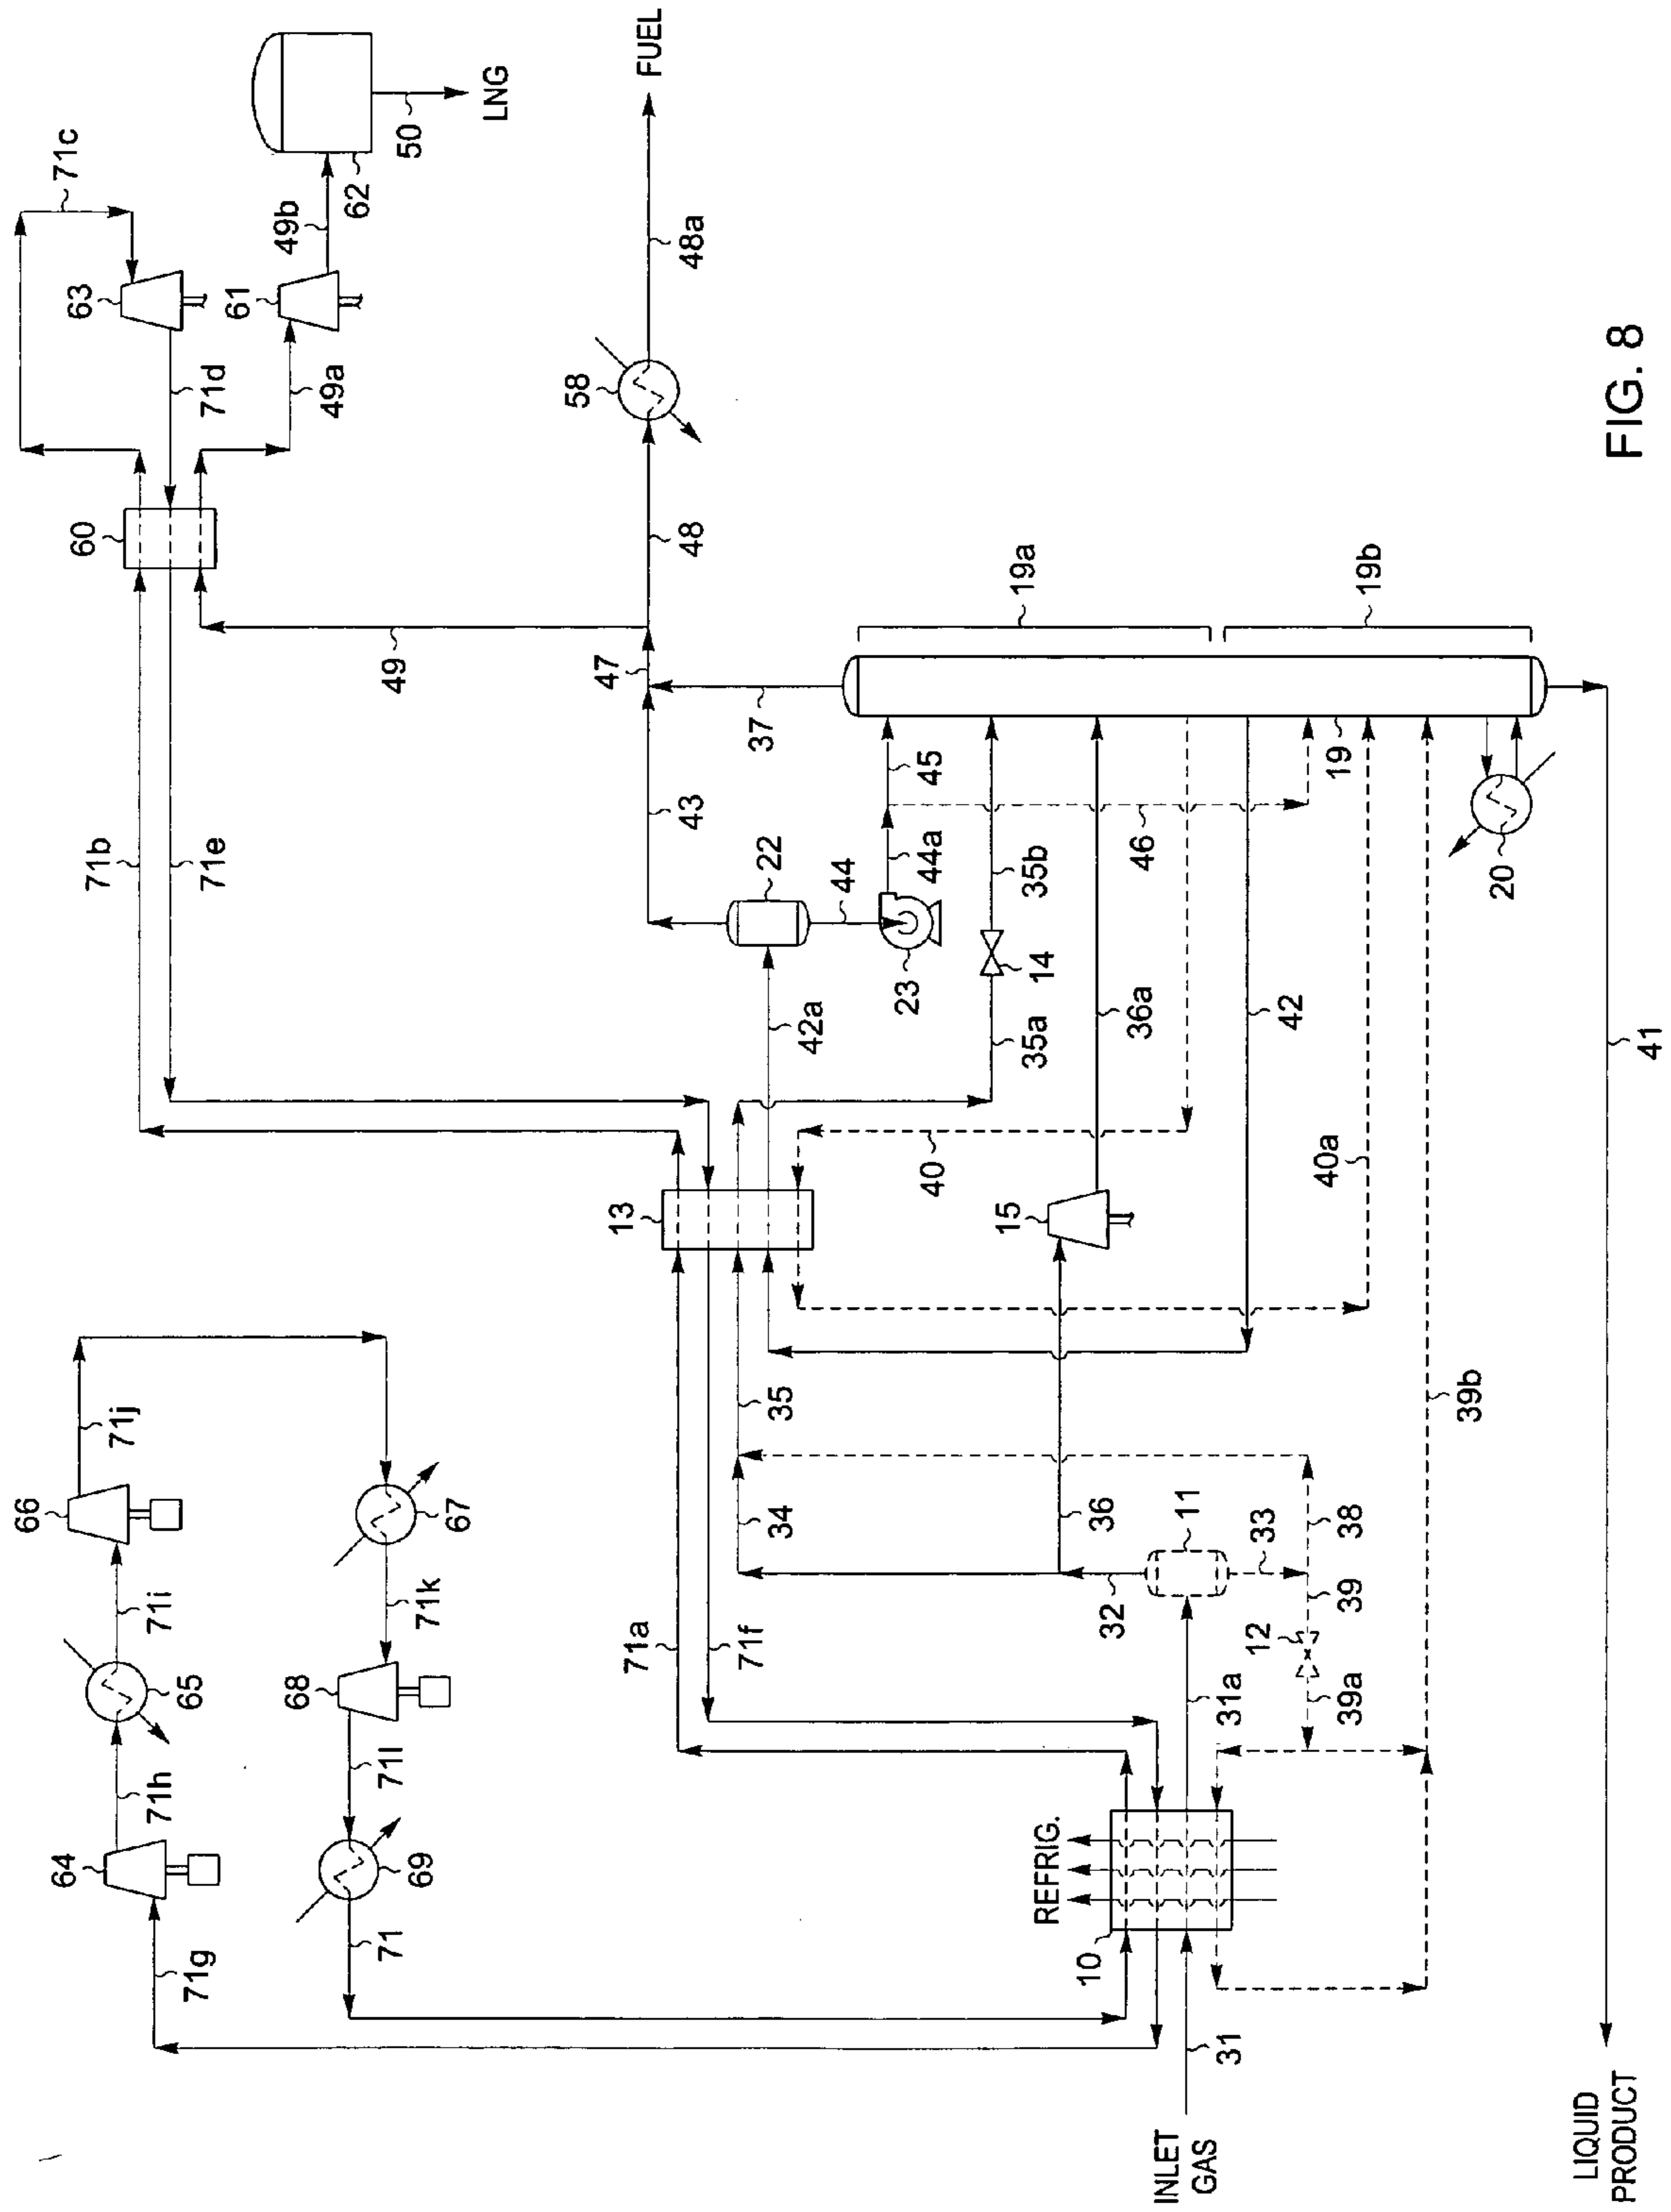 66
64
71c
63
60
71b
71j
71i
71h
65
71g
71e
71d
61
49b
68
49a
62
71
71l
49
50
69
71k
67
LNG
58
47
13
71a
FUEL
43
48
48a
71f
37
22
34
35
42a
44
23
44a
45
40
15
19a
35a
14
35b
REFRIG.
10
36
32
36a
46
INLET
GAS
11
31
31a
12
33
42
40a
19
39a
39
38
19b
39b
20
LIQUID
PRODUCT
41
FIG. 8